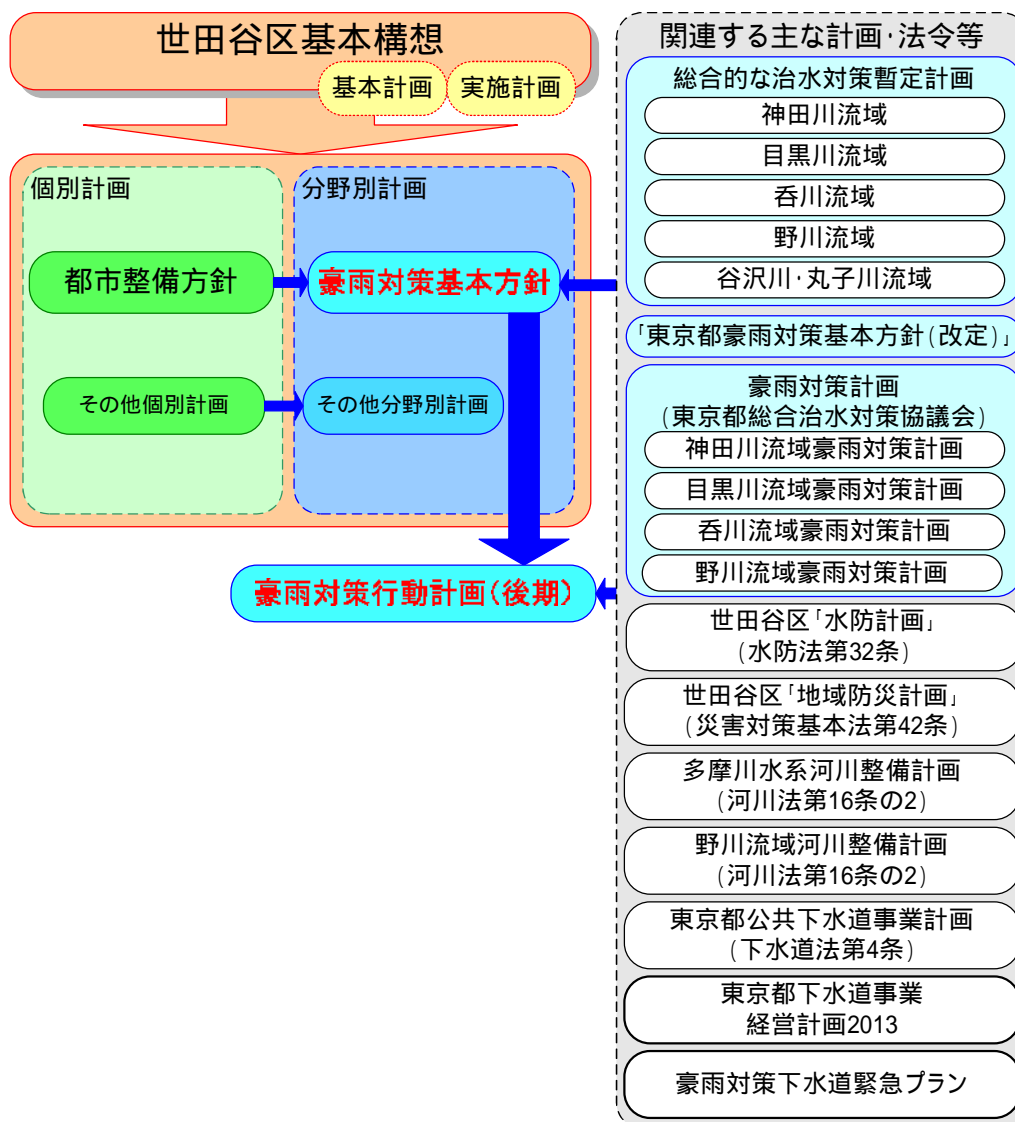 世田谷区基本構想
基本計画
実施計画
個別計画
分野別計画
都市整備方針
豪雨対策基本方針
その他個別計画
その他分野別計画
豪雨対策行動計画(後期)
関連する主な計画・法令等
総合的な治水対策暫定計画
神田川流域
目黒川流域
呑川流域
野川流域
谷沢川・丸子川流域
「東京都豪雨対策基本方針(改定)」
豪雨対策計画
(東京都総合治水対策協議会)
神田川流域豪雨対策計画
目黒川流域豪雨対策計画
呑川流域豪雨対策計画
野川流域豪雨対策計画
世田谷区「水防計画」
(水防法第32条)
世田谷区「地域防災計画」
(災害対策基本法第42条)
多摩川水系河川整備計画
(河川法第16条の2)
野川流域河川整備計画
(河川法第16条の2)
東京都公共下水道事業計画
(下水道法第4条)
東京都下水道事業
経営計画2013
豪雨対策下水道緊急プラン